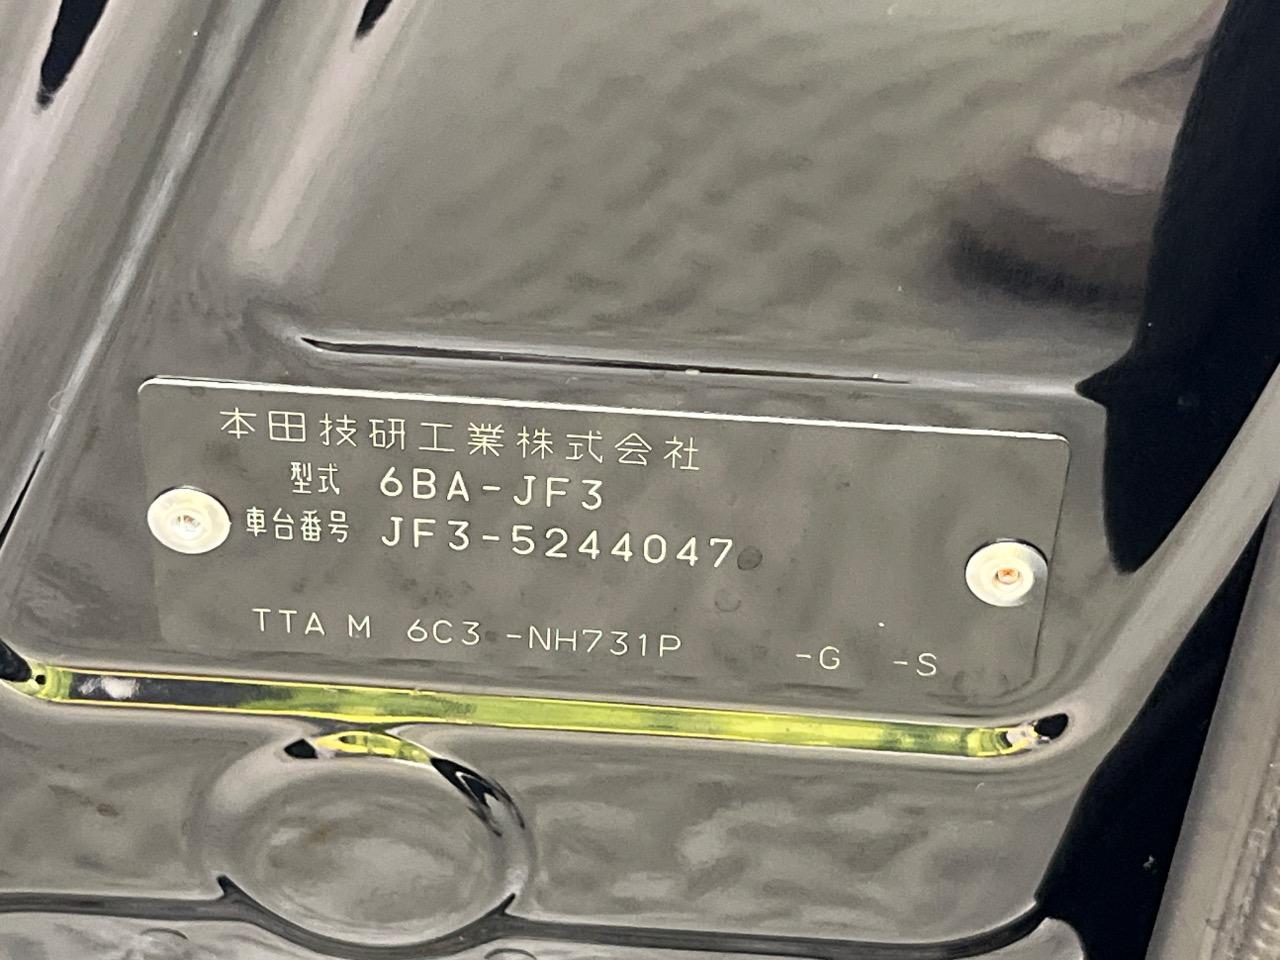 本田技研工業株式会社
型式 6BA-JF3
車台番号 JF3-5244047
TTA M 6C3 -NH731P -G -S